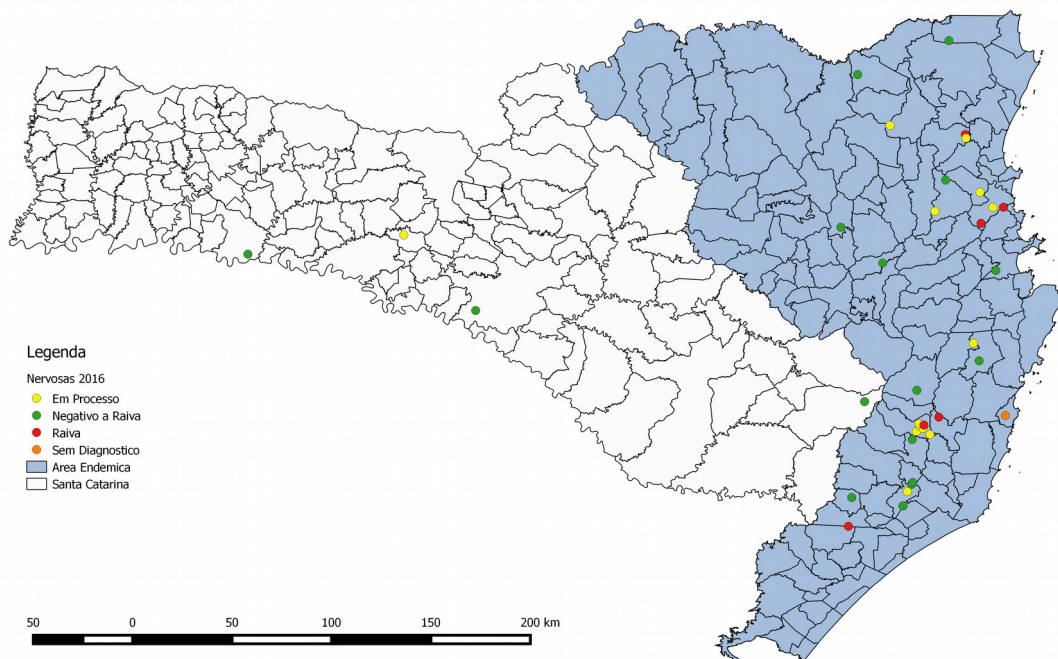 Legenda
Nervosas 2016
Em Processo
Negativo a Raiva
Raiva
Sem Diagnostico
Area Endemica
Santa Catarina
50 0 50 100 150 200 km